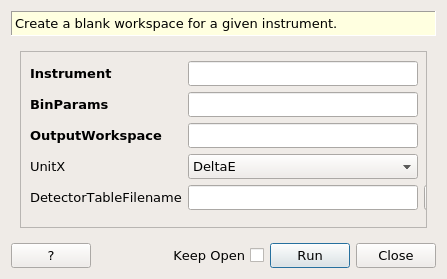 Create a blank workspace for a given instrument.
Instrument
BinParams
OutputWorkspace
UnitX DeltaE
DetectorTableFilename
? Keep Open Run Close